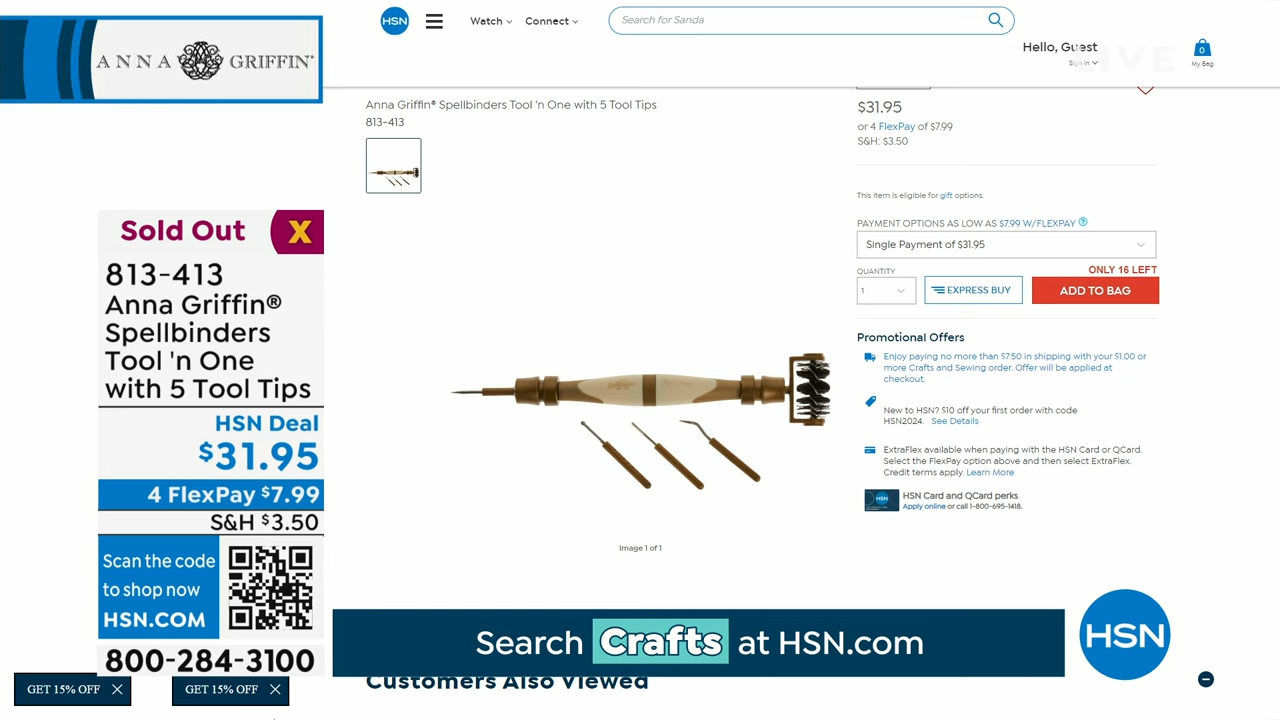 ANNA GRIFFIN®
HSN
Watch
Connect
Search for Sanda
Hello, Guest
Sign In
LIVE
0
My Bag
Anna Griffin® Spellbinders Tool 'n One with 5 Tool Tips
813-413
$31.95
or 4 FlexPay of $7.99
S&H: $3.50
This item is eligible for gift options.
PAYMENT OPTIONS AS LOW AS $7.99 W/FLEXPAY
Single Payment of $31.95
QUANTITY
ONLY 16 LEFT
1
EXPRESS BUY
ADD TO BAG
Promotional Offers
Enjoy paying no more than $7.50 in shipping with your $1.00 or
more Crafts and Sewing order. Offer will be applied at
checkout.
New to HSN? $10 off your first order with code
HSN2024. See Details
ExtraFlex available when paying with the HSN Card or QCard.
Select the FlexPay option above and then select ExtraFlex.
Credit terms apply. Learn More
HSN Card and QCard perks
Apply online or call 1-800-695-1418.
Image 1 of 1
Sold Out X
813-413
Anna Griffin®
Spellbinders
Tool 'n One
with 5 Tool Tips
HSN Deal
$31.95
4 FlexPay $7.99
S&H $3.50
Scan the code
to shop now
HSN.COM
800-284-3100
Search Crafts at HSN.com
HSN
GET 15% OFF
GET 15% OFF
Customers Also Viewed